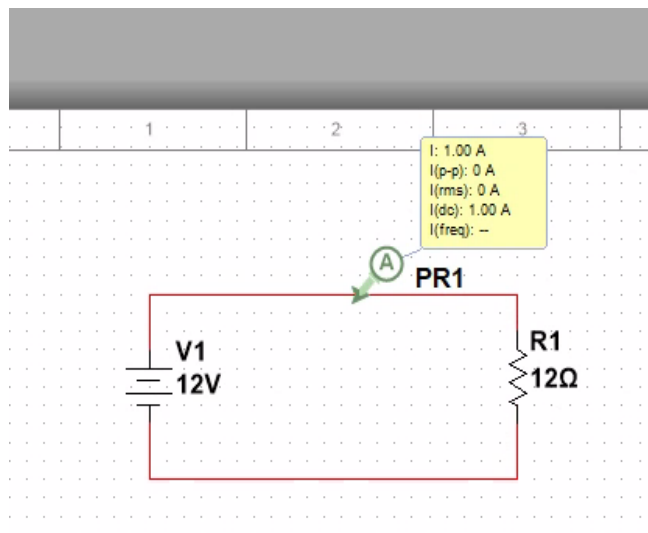 1 2 3
I: 1.00 A
I(p-p): 0 A
I(rms): 0 A
I(dc): 1.00 A
I(freq): --
A
PR1
V1
12V
R1
12Ω